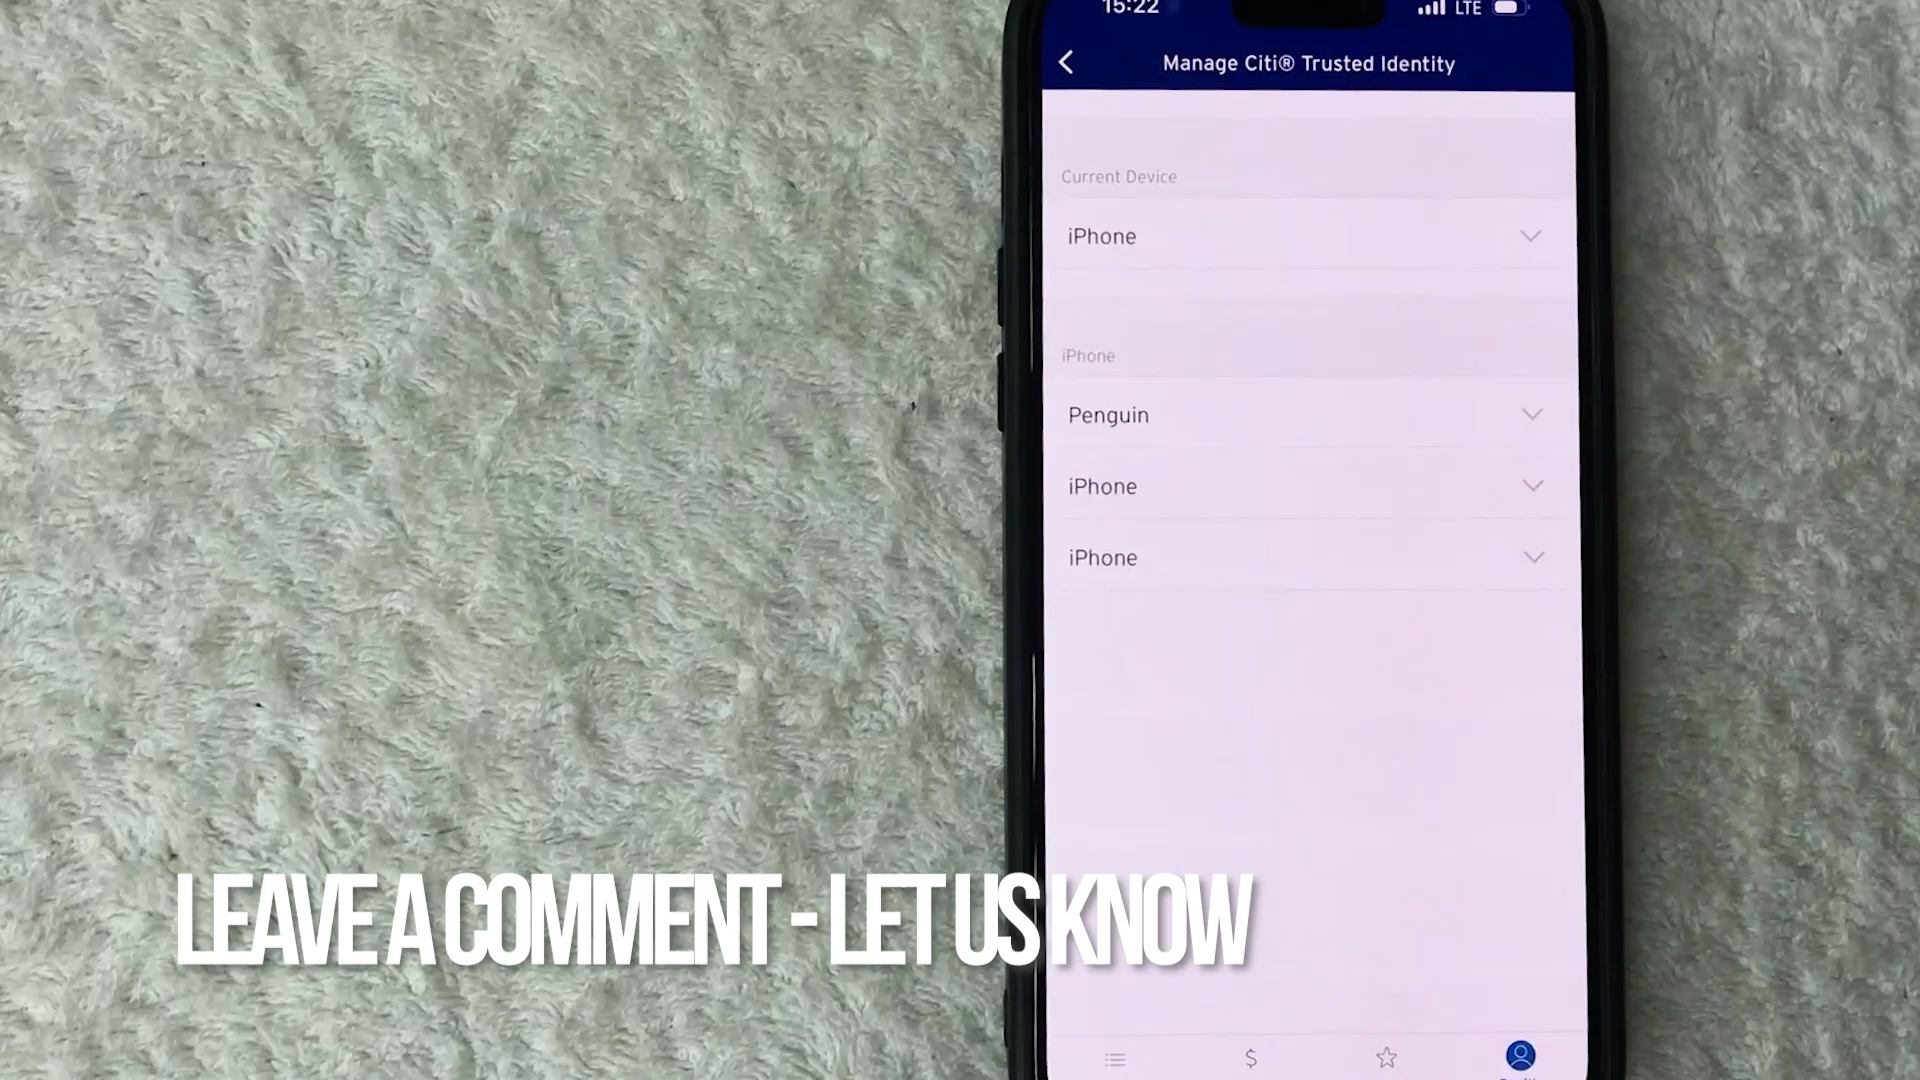 15:22
LTE
Manage Citi® Trusted Identity
Current Device
iPhone
iPhone
Penguin
iPhone
iPhone
LEAVE A COMMENT - LET US KNOW
$